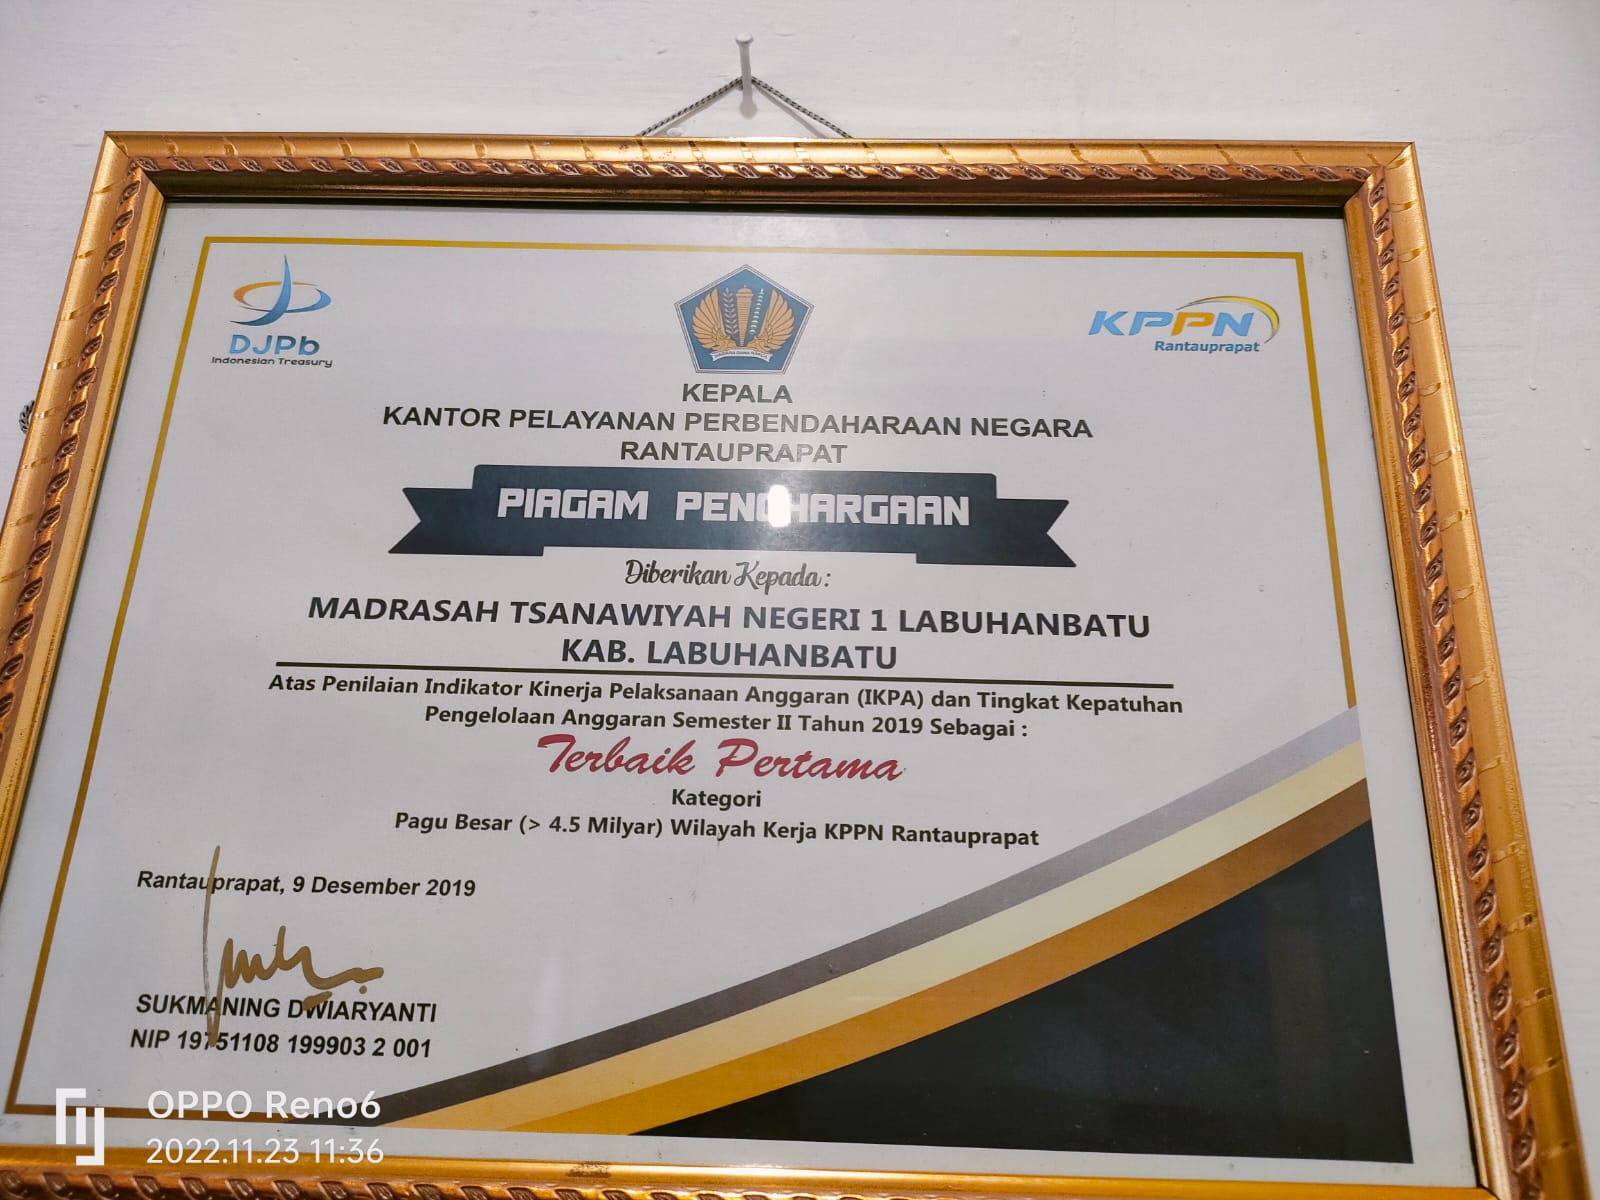 DJPb
Indonesian Treasury
KPPN
Rantauprapat
KEPALA
KANTOR PELAYANAN PERBENDAHARAAN NEGARA
RANTAUPRAPAT
PIAGAM PENGHARGAAN
Diberikan Kepada :
MADRASAH TSANAWIYAH NEGERI 1 LABUHANBATU
KAB. LABUHANBATU
Atas Penilaian Indikator Kinerja Pelaksanaan Anggaran (IKPA) dan Tingkat Kepatuhan
Pengelolaan Anggaran Semester II Tahun 2019 Sebagai :
Terbaik Pertama
Kategori
Pagu Besar (> 4.5 Milyar) Wilayah Kerja KPPN Rantauprapat
Rantauprapat, 9 Desember 2019
SUKMANING DWIARYANTI
NIP 19751108 199903 2 001
OPPO Reno6
2022.11.23 11:36